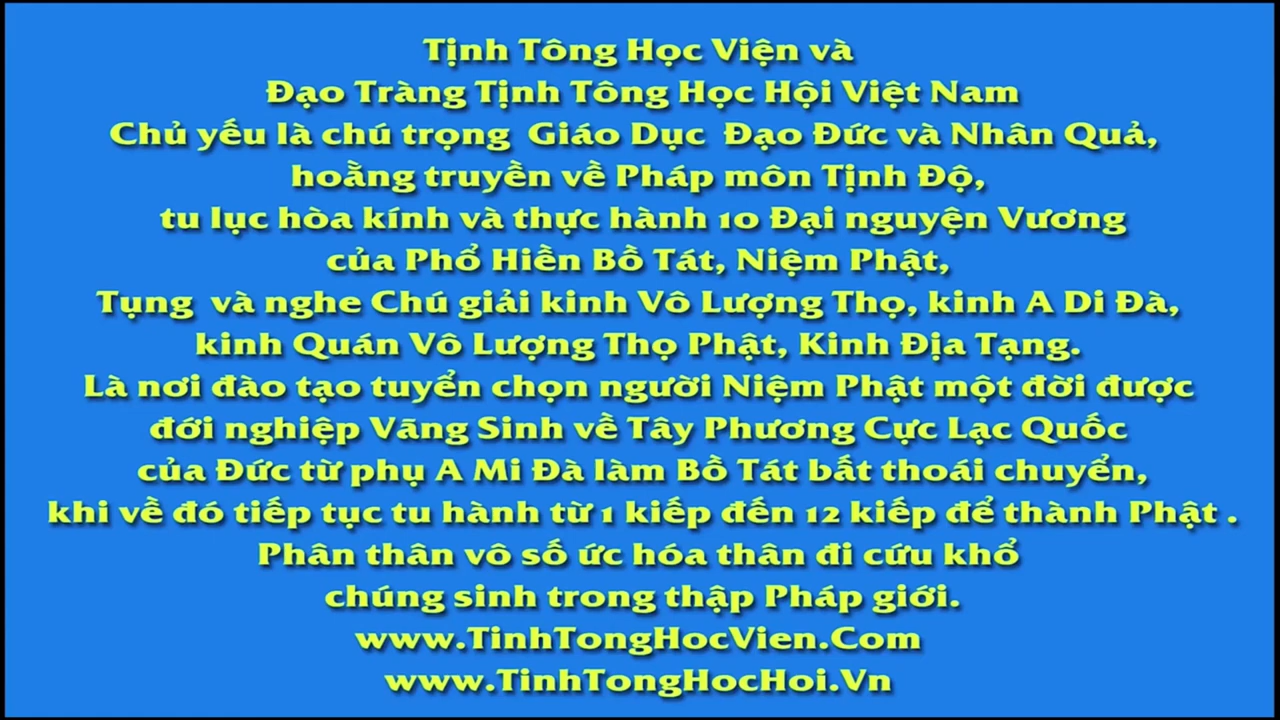 Tịnh Tông Học Viện và
Đạo Tràng Tịnh Tông Học Hội Việt Nam
Chủ yếu là chú trọng Giáo Dục Đạo Đức và Nhân Quả,
hoằng truyền về Pháp môn Tịnh Độ,
tu lục hòa kính và thực hành 10 Đại nguyện Vương
của Phổ Hiền Bồ Tát, Niệm Phật,
Tụng và nghe Chú giải kinh Vô Lượng Thọ, kinh A Di Đà,
kinh Quán Vô Lượng Thọ Phật, Kinh Địa Tạng.
Là nơi đào tạo tuyển chọn người Niệm Phật một đời được
đới nghiệp Vãng Sinh về Tây Phương Cực Lạc Quốc
của Đức từ phụ A Mi Đà làm Bồ Tát bất thoái chuyển,
khi về đó tiếp tục tu hành từ 1 kiếp đến 12 kiếp để thành Phật .
Phân thân vô số ức hóa thân đi cứu khổ
chúng sinh trong thập Pháp giới.
www.TinhTongHocVien.Com
www.TinhTongHocHoi.Vn